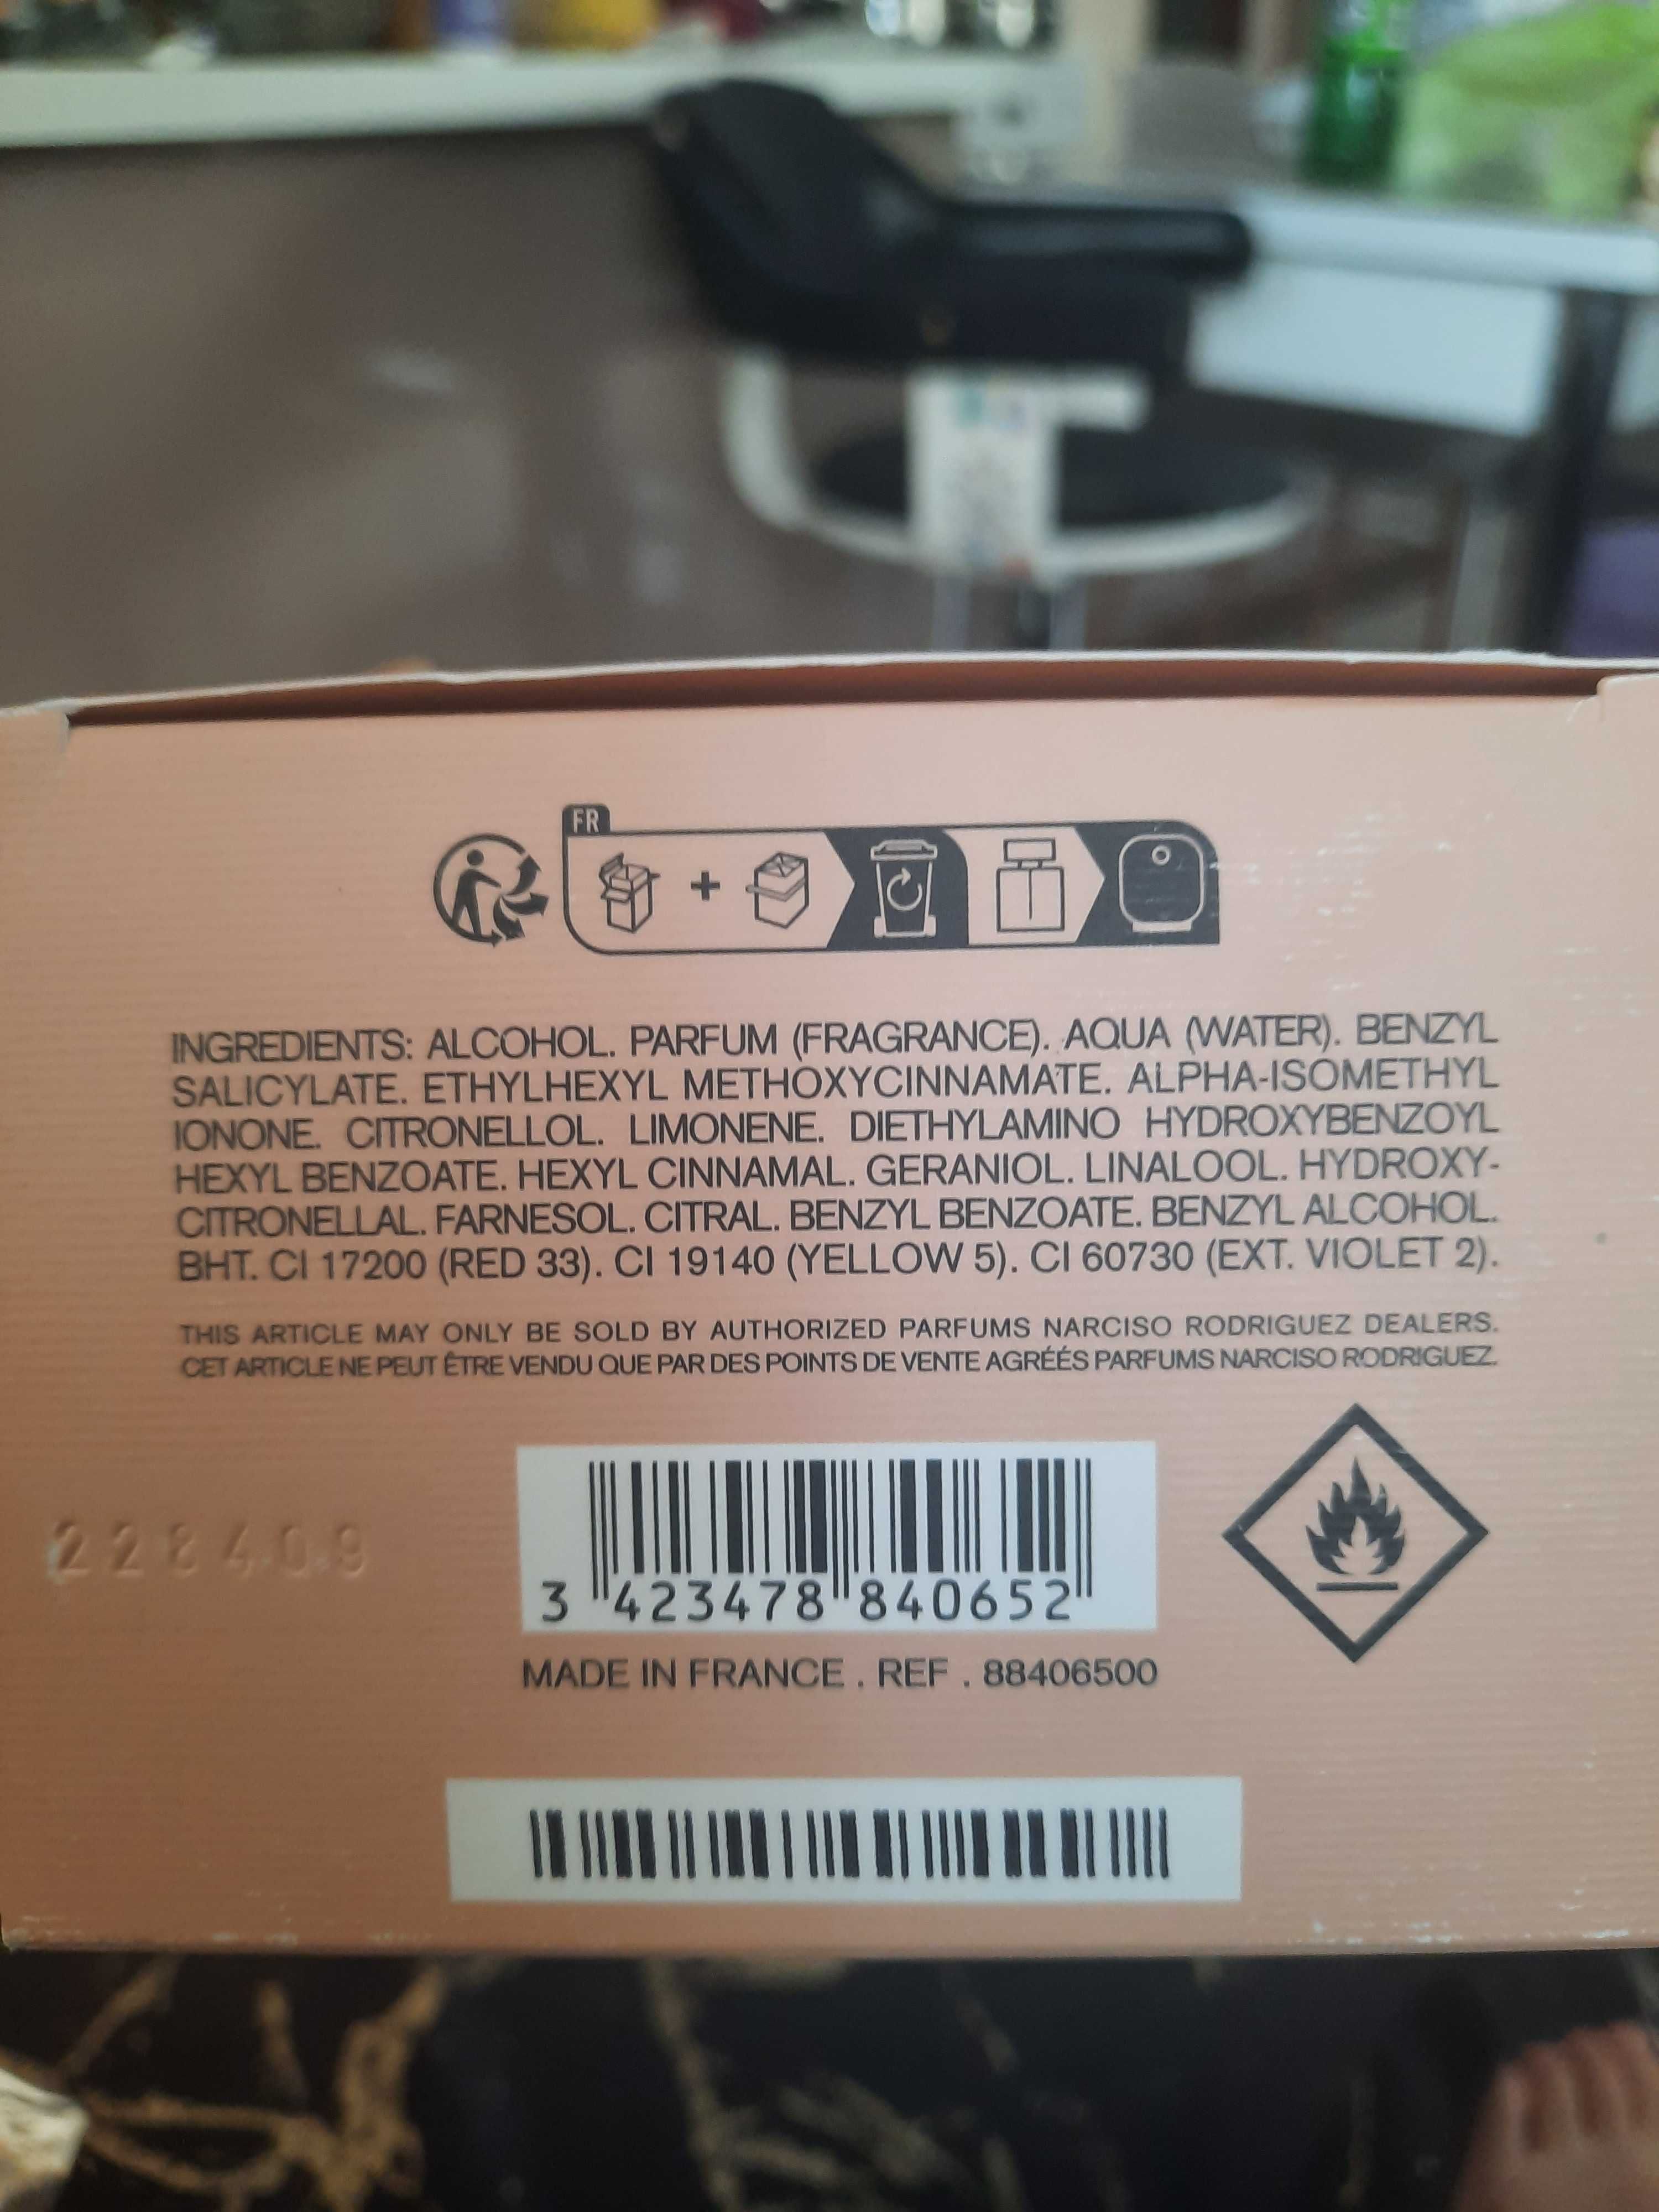 FR
INGREDIENTS: ALCOHOL. PARFUM (FRAGRANCE). AQUA (WATER). BENZYL
SALICYLATE. ETHYLHEXYL METHOXYCINNAMATE. ALPHA-ISOMETHYL
IONONE. CITRONELLOL. LIMONENE. DIETHYLAMINO HYDROXYBENZOYL
HEXYL BENZOATE. HEXYL CINNAMAL. GERANIOL. LINALOOL. HYDROXY-
CITRONELLAL. FARNESOL. CITRAL. BENZYL BENZOATE. BENZYL ALCOHOL.
BHT. CI 17200 (RED 33). CI 19140 (YELLOW 5). CI 60730 (EXT. VIOLET 2).
THIS ARTICLE MAY ONLY BE SOLD BY AUTHORIZED PARFUMS NARCISO RODRIGUEZ DEALERS.
CET ARTICLE NE PEUT ÊTRE VENDU QUE PAR DES POINTS DE VENTE AGRÉÉS PARFUMS NARCISO RODRIGUEZ.
3 423478 840652
MADE IN FRANCE . REF . 88406500